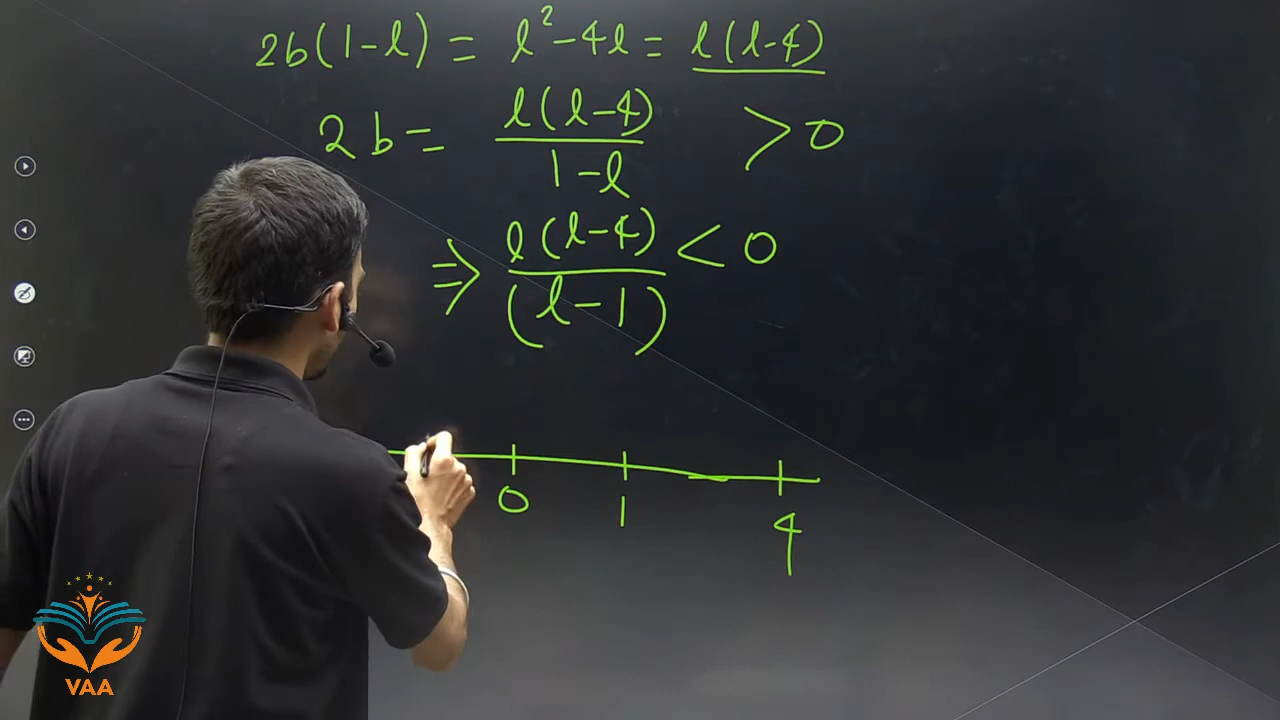 2b(1-l) = l²-4l = l(l-4)
2b = l(l-4)/1-l > 0
⇒ l(l-4)/(l-1) < 0
0 1 4
VAA